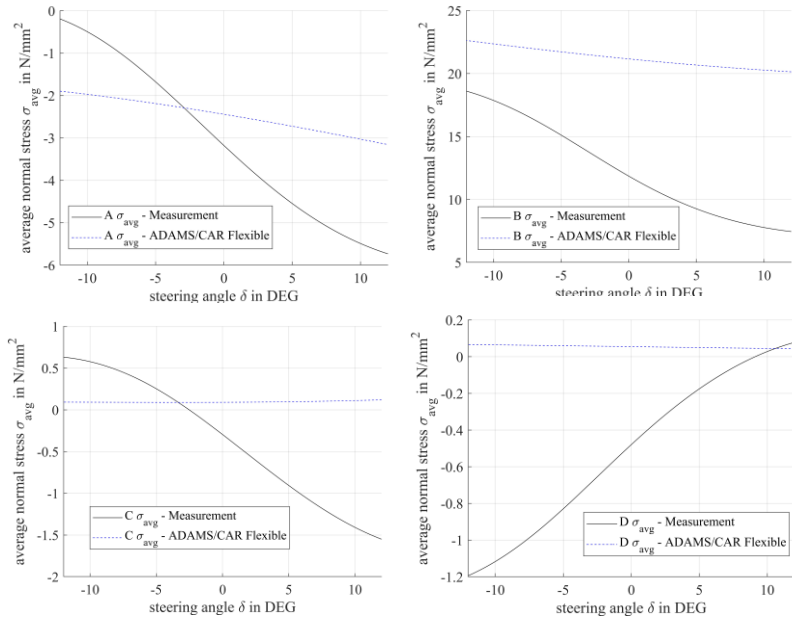 0
-1
-2
-3
-4
-5
-6
average normal stress σavg in N/mm²
A σavg - Measurement
A σavg - ADAMS/CAR Flexible
-10 -5 0 5 10
steering angle δ in DEG
25
20
15
10
5
average normal stress σavg in N/mm²
B σavg - Measurement
B σavg - ADAMS/CAR Flexible
-10 -5 0 5 10
steering angle δ in DEG
1
0.5
0
-0.5
-1
-1.5
-2
average normal stress σavg in N/mm²
C σavg - Measurement
C σavg - ADAMS/CAR Flexible
-10 -5 0 5 10
steering angle δ in DEG
0.2
0
-0.2
-0.4
-0.6
-0.8
-1
-1.2
average normal stress σavg in N/mm²
D σavg - Measurement
D σavg - ADAMS/CAR Flexible
-10 -5 0 5 10
steering angle δ in DEG